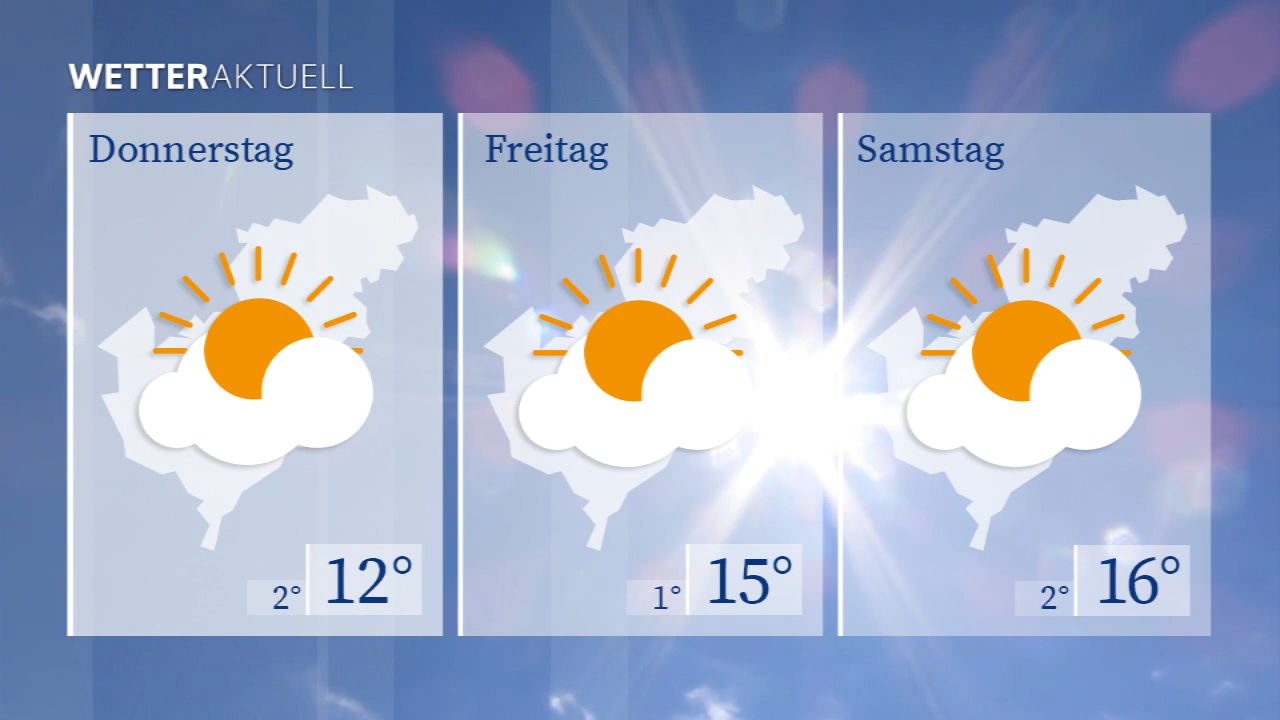 WETTERAKTUELL
Donnerstag
2° 12°
Freitag
1° 15°
Samstag
2° 16°